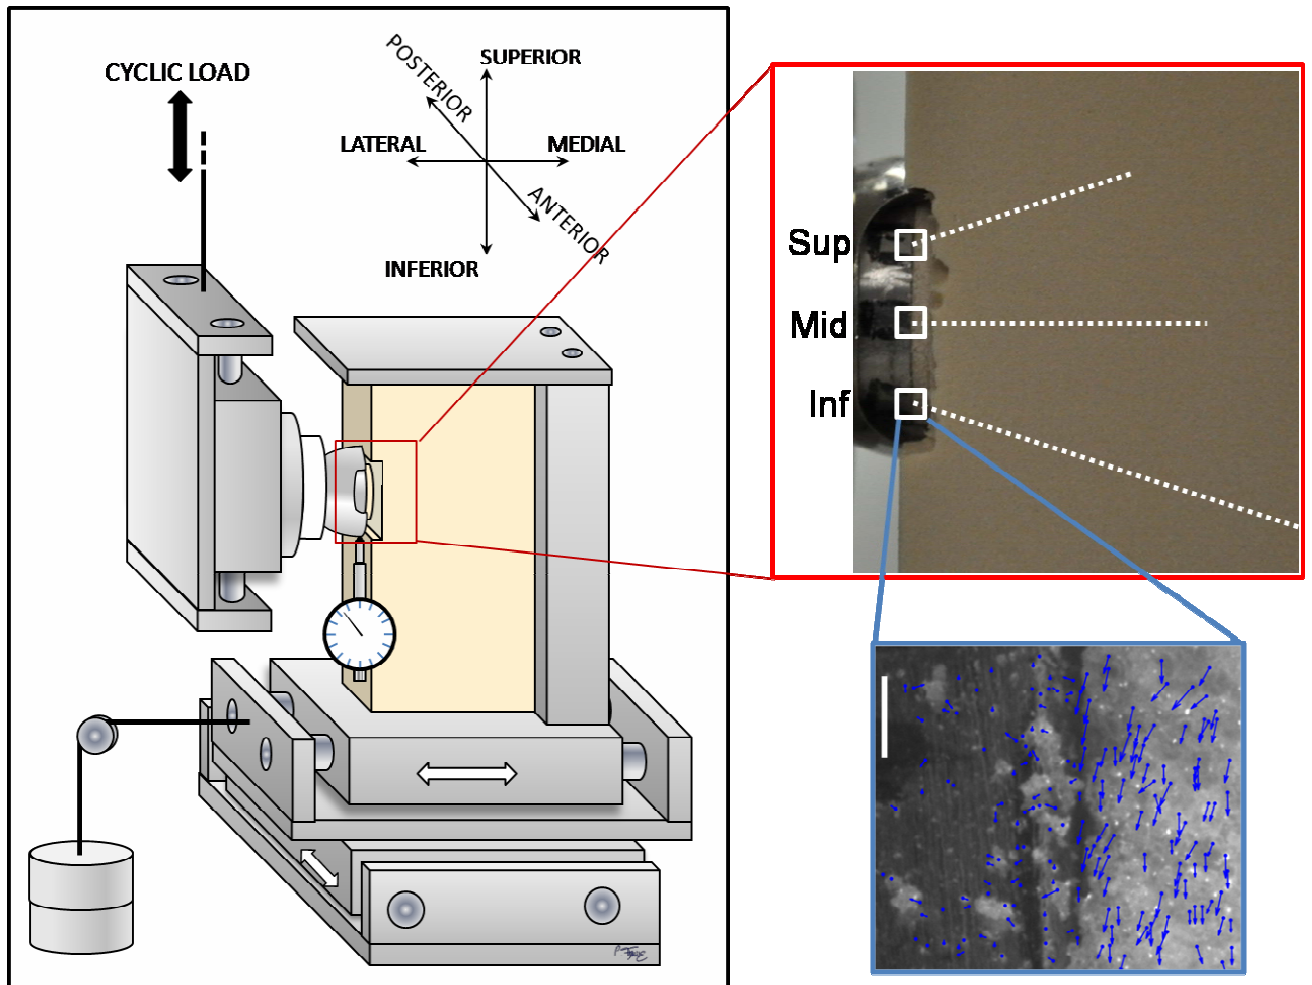 CYCLIC LOAD
POSTERIOR
SUPERIOR
LATERAL
MEDIAL
ANTERIOR
INFERIOR
Sup
Mid
Inf